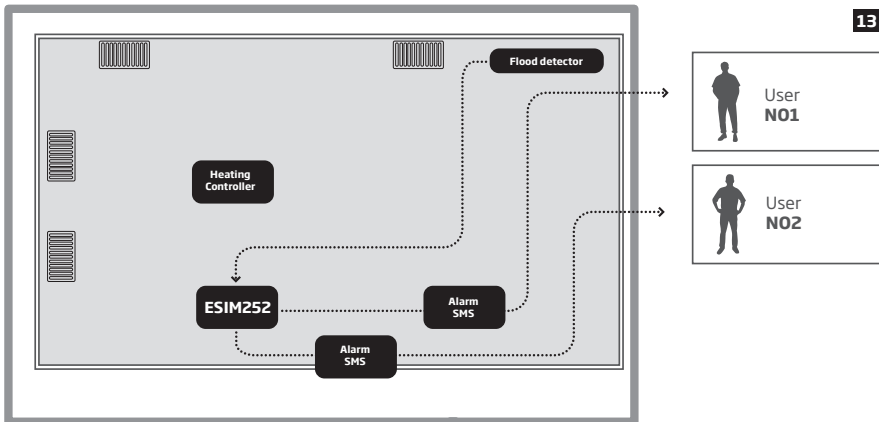 13
Flood detector
User
NO1
Heating
Controller
User
NO2
ESIM252
Alarm
SMS
Alarm
SMS